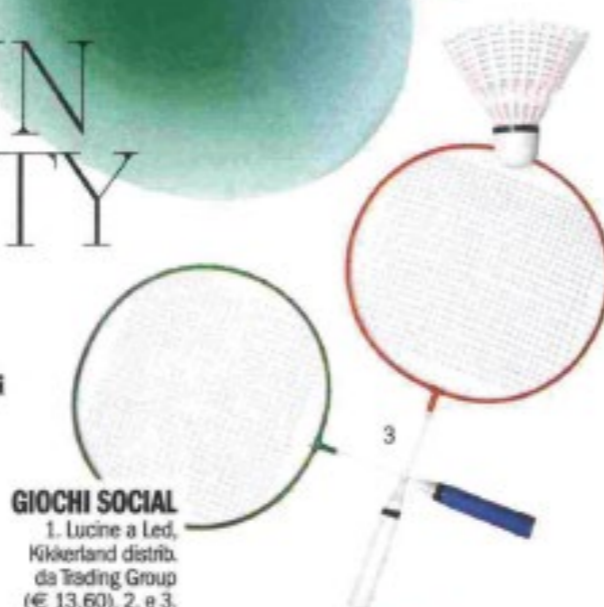 N
TY
i
3
GIOCHI SOCIAL
1. Lucine a Led,
Kikkerland distrib.
da Trading Group
(€ 13,60). 2. e 3.